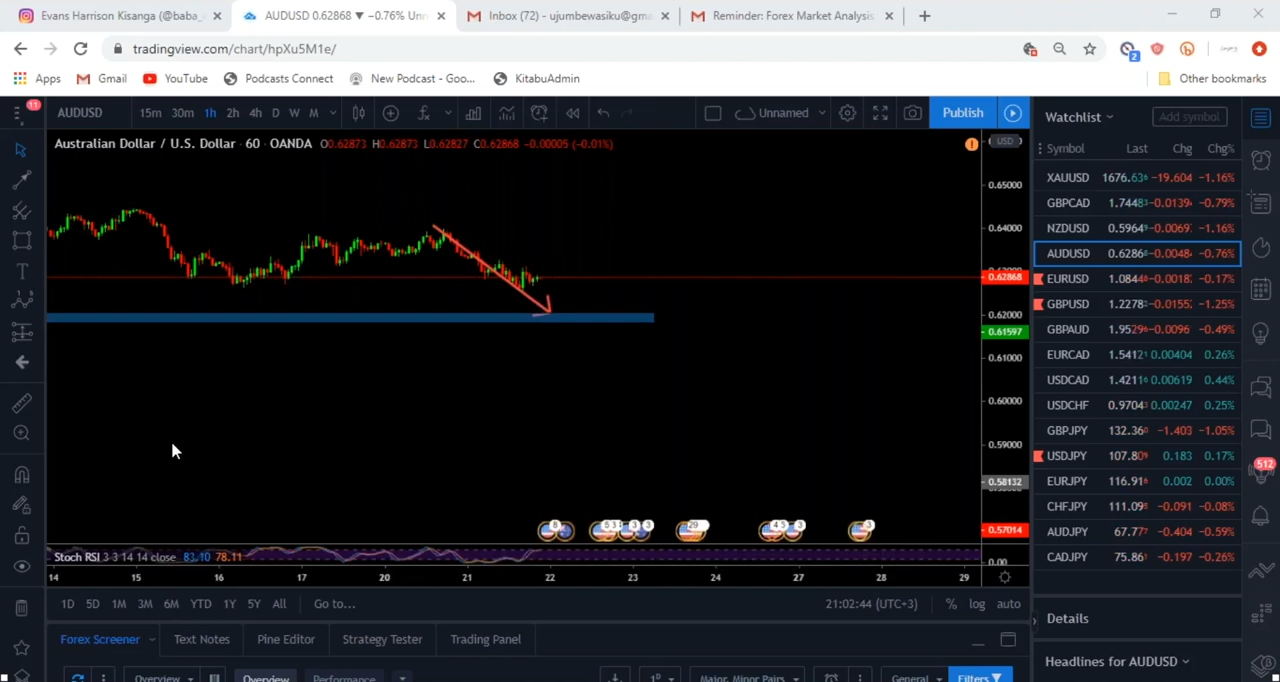 Evans Harrison Kisanga (@baba_
AUDUSD 0.62868 ▼ −0.76% Unn
Inbox (72) - ujumbewasiku@gma
Reminder: Forex Market Analysis
tradingview.com/chart/hpXu5M1e/
2
Apps
Gmail
YouTube
Podcasts Connect
New Podcast - Goo...
KitabuAdmin
Other bookmarks
11
AUDUSD
15m 30m 1h 2h 4h D W M
Unnamed
Publish
Watchlist
Add symbol
Australian Dollar / U.S. Dollar · 60 · OANDA O0.62873 H0.62873 L0.62827 C0.62868 −0.00005 (−0.01%)
USD
Symbol Last Chg Chg%
XAUUSD 1676.63 −19.604 −1.16%
GBPCAD 1.7448 −0.0139 −0.79%
NZDUSD 0.5964 −0.0069 −1.16%
AUDUSD 0.6286 −0.0048 −0.76%
EURUSD 1.0844 −0.0018 −0.17%
GBPUSD 1.2278 −0.0155 −1.25%
GBPAUD 1.9529 −0.0096 −0.49%
EURCAD 1.5412 0.00404 0.26%
USDCAD 1.4211 0.00619 0.44%
USDCHF 0.9704 0.00247 0.25%
GBPJPY 132.36 −1.403 −1.05%
USDJPY 107.80 0.183 0.17%
EURJPY 116.91 0.002 0.00%
CHFJPY 111.09 −0.091 −0.08%
AUDJPY 67.77 −0.404 −0.59%
CADJPY 75.86 −0.197 −0.26%
0.65000
0.64000
0.62868
0.62000
0.61597
0.61000
0.60000
0.59000
0.58132
0.57014
0.00
512
Stoch RSI 3 3 14 14 close 83.10 78.11
14 15 16 17 20 21 22 23 24 27 28 29
1D 5D 1M 3M 6M YTD 1Y 5Y All Go to...
21:02:44 (UTC+3) % log auto
Details
Forex Screener
Text Notes
Pine Editor
Strategy Tester
Trading Panel
Headlines for AUDUSD
Overview
Overview
Performance
1D
Major, Minor Pairs
General
Filters